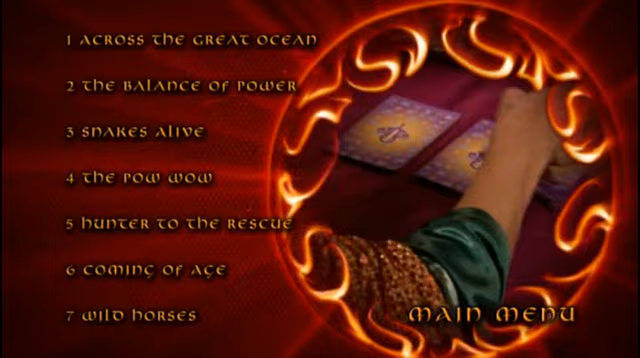 1 ACROSS THE GREAT OCEAN
2 THE BALANCE OF POWER
3 SNAKES ALIVE
4 THE POW WOW
5 HUNTER TO THE RESCUE
6 COMING OF AGE
7 WILD HORSES
MAIN MENU